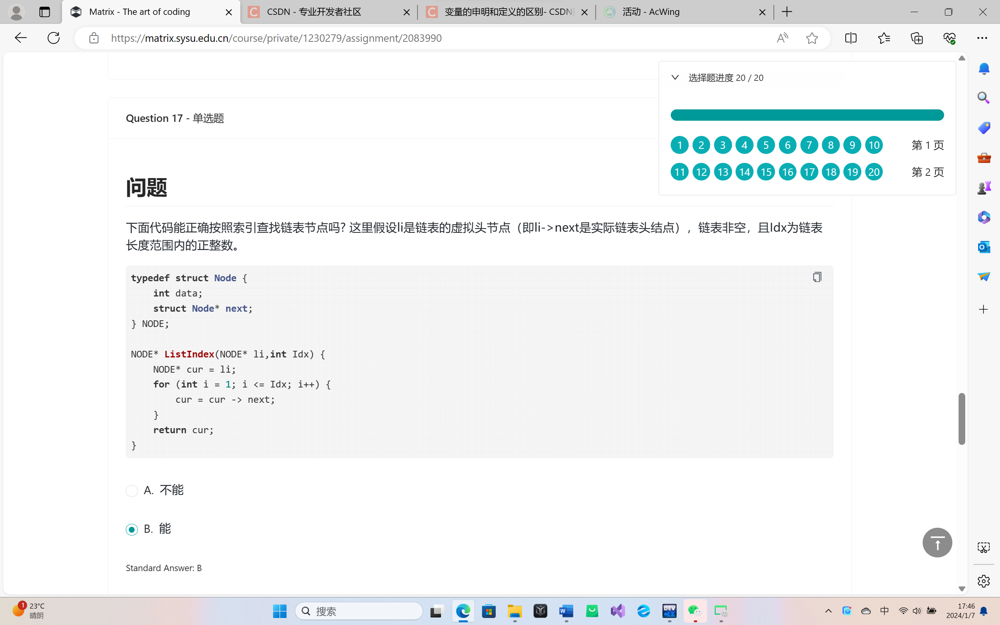 Matrix - The art of coding
CSDN - 专业开发者社区
变量的申明和定义的区别- CSDN
活动 - AcWing
https://matrix.sysu.edu.cn/course/private/1230279/assignment/2083990
选择题进度 20 / 20
1 2 3 4 5 6 7 8 9 10 第 1 页
11 12 13 14 15 16 17 18 19 20 第 2 页
Question 17 - 单选题
问题
下面代码能正确按照索引查找链表节点吗? 这里假设li是链表的虚拟头节点（即li->next是实际链表头结点），链表非空，且Idx为链表
长度范围内的正整数。
typedef struct Node {
    int data;
    struct Node* next;
} NODE;
NODE* ListIndex(NODE* li,int Idx) {
    NODE* cur = li;
    for (int i = 1; i <= Idx; i++) {
        cur = cur -> next;
    }
    return cur;
}
A. 不能
B. 能
Standard Answer: B
1
23°C
晴朗
搜索
DEV
C++
中
17:46
2024/1/7